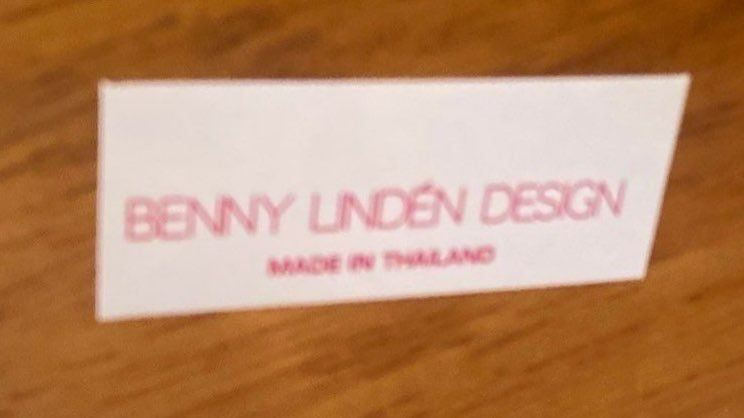 BENNY LINDÉN DESIGN
MADE IN THAILAND